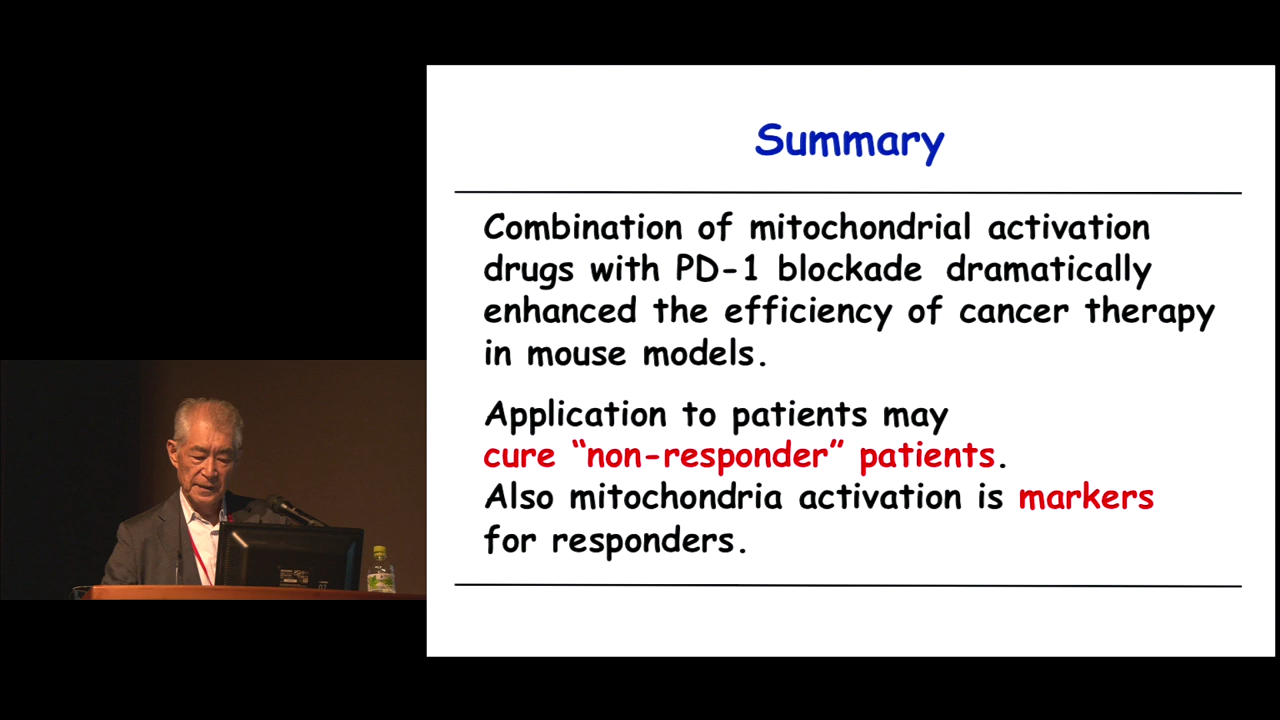 Summary
Combination of mitochondrial activation
drugs with PD-1 blockade dramatically
enhanced the efficiency of cancer therapy
in mouse models.
Application to patients may
cure “non-responder” patients.
Also mitochondria activation is markers
for responders.